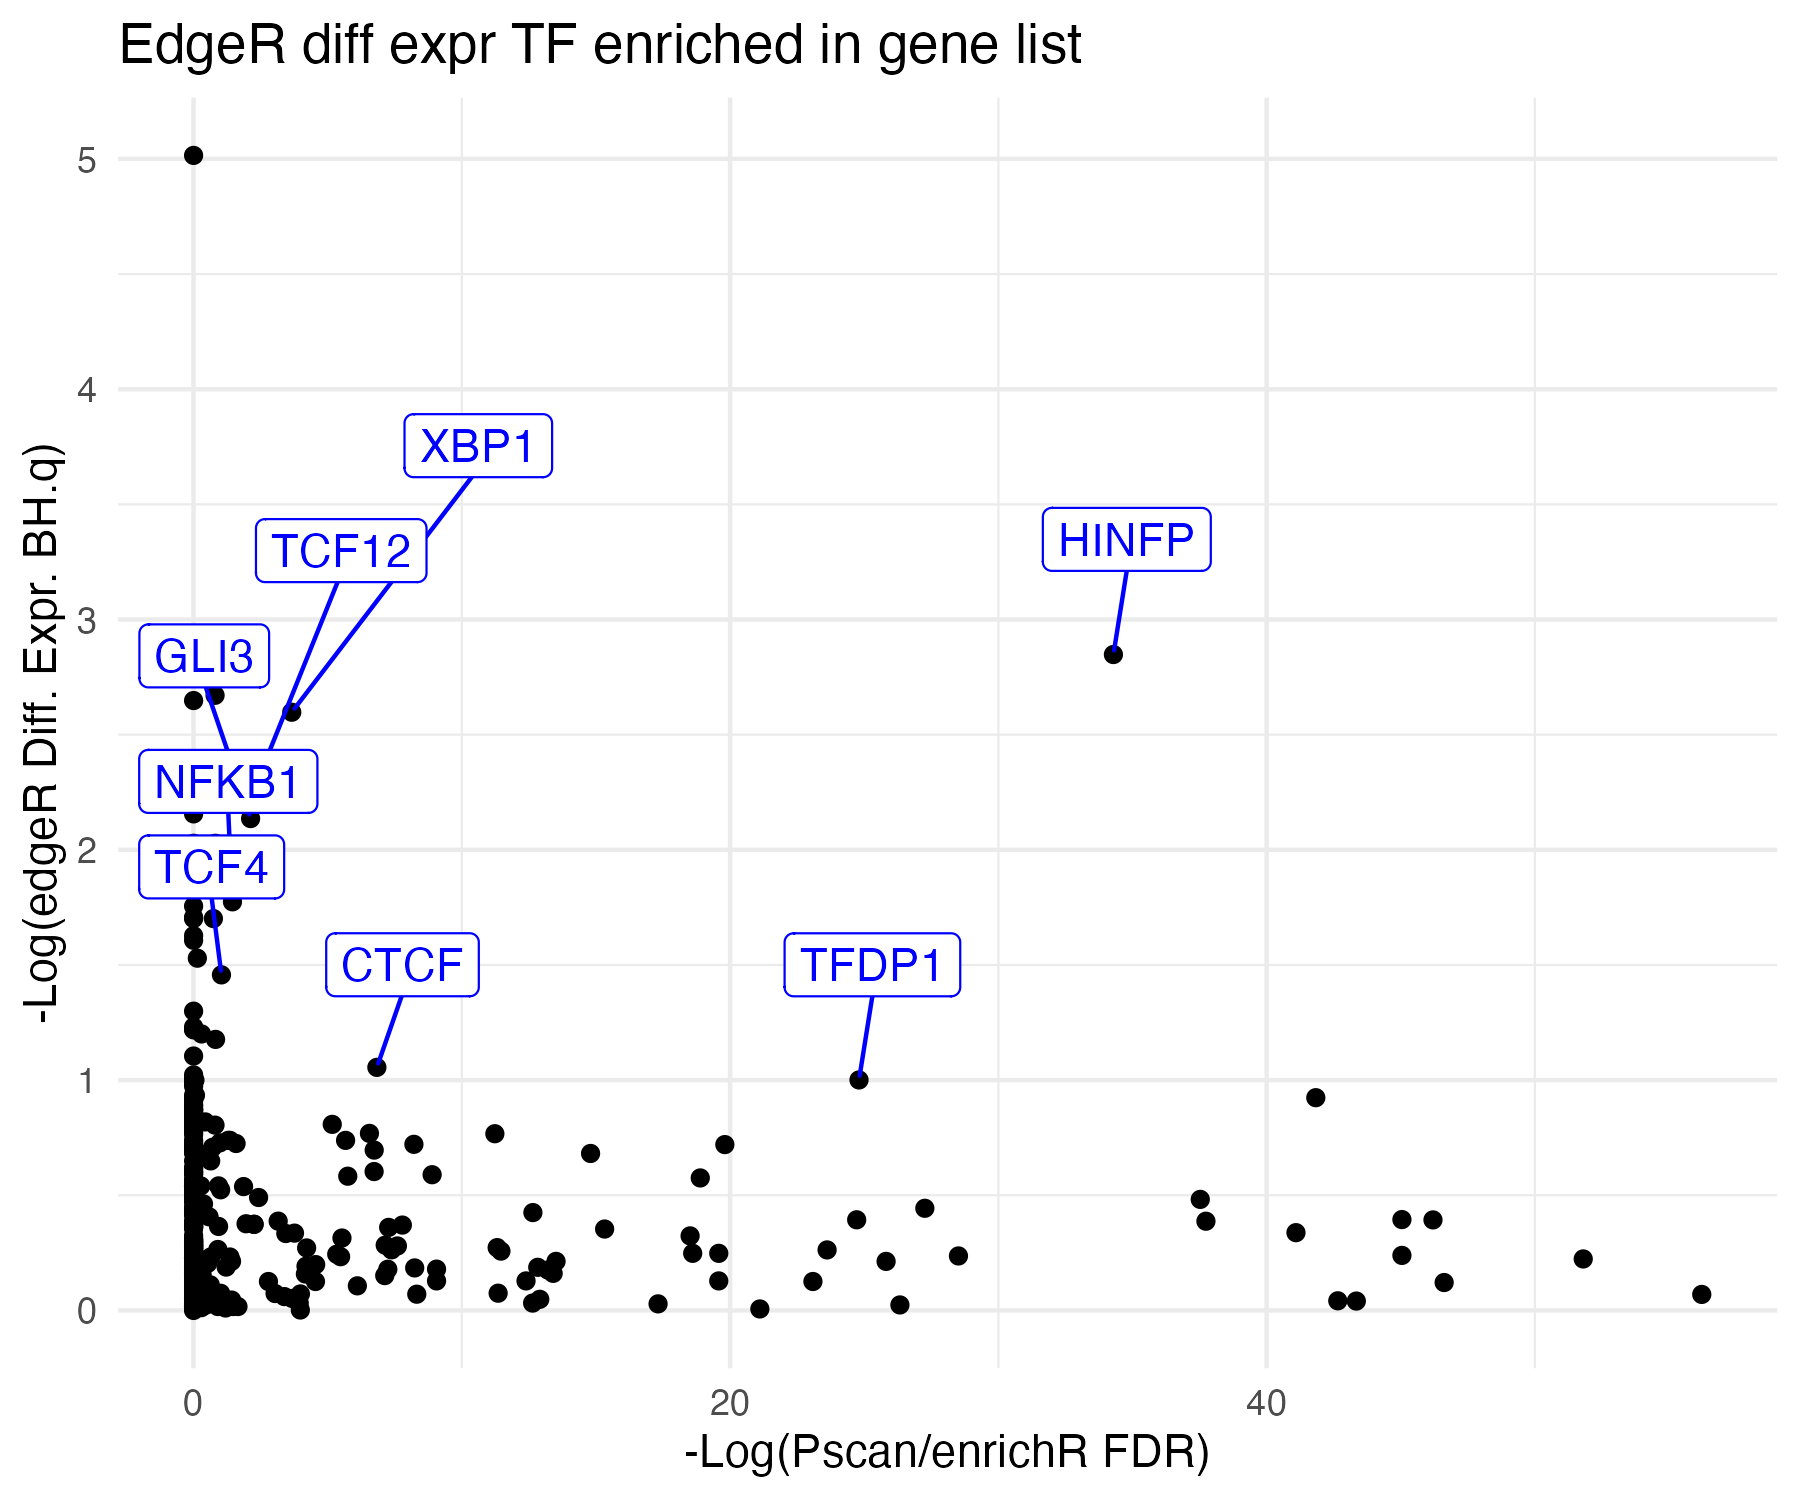 EdgeR diff expr TF enriched in gene list
-Log(edgeR Diff. Expr. BH.q)
5
4
3
2
1
0
XBP1
TCF12
HINFP
GLI3
NFKB1
TCF4
CTCF
TFDP1
0
20
40
-Log(Pscan/enrichR FDR)